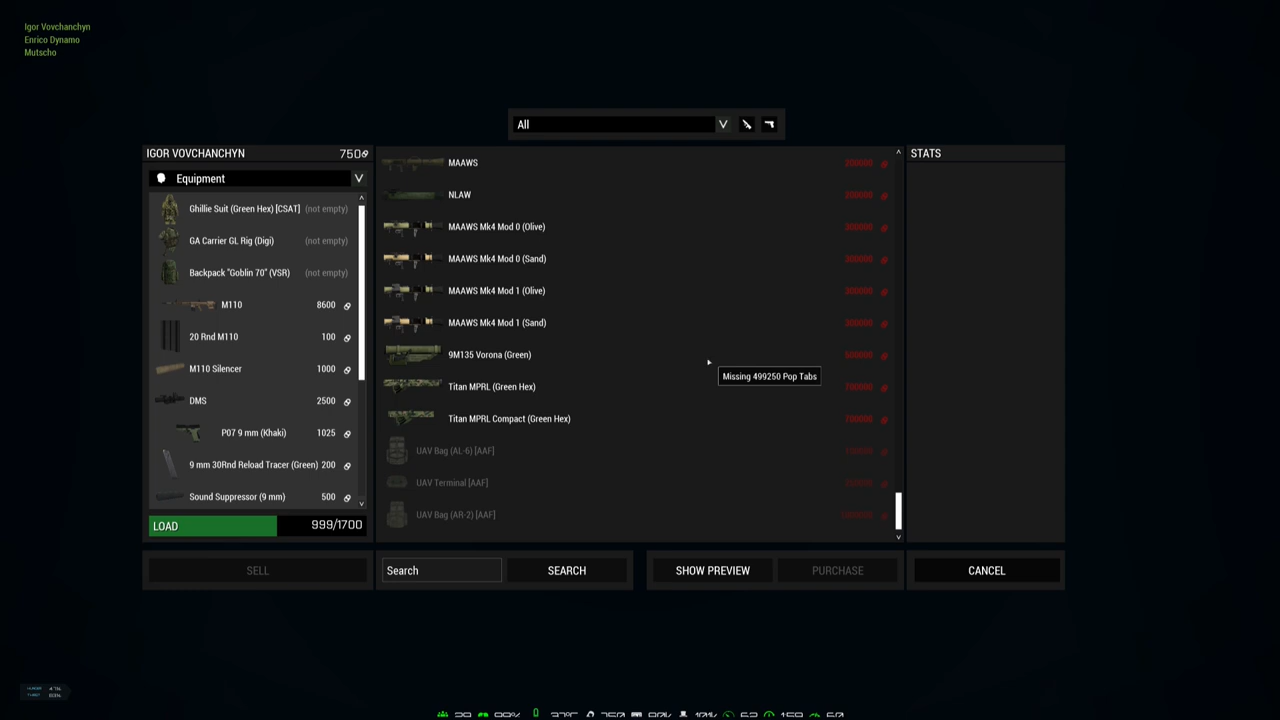 Igor Vovchanchyn
Enrico Dynamo
Mutscho
All
IGOR VOVCHANCHYN 750
Equipment
Ghillie Suit (Green Hex) [CSAT] (not empty)
GA Carrier GL Rig (Digi) (not empty)
Backpack "Goblin 70" (VSR) (not empty)
M110 8600
20 Rnd M110 100
M110 Silencer 1000
DMS 2500
P07 9 mm (Khaki) 1025
9 mm 30Rnd Reload Tracer (Green) 200
Sound Suppressor (9 mm) 500
LOAD 999/1700
SELL
MAAWS
NLAW
MAAWS Mk4 Mod 0 (Olive) 300000
MAAWS Mk4 Mod 0 (Sand) 300000
MAAWS Mk4 Mod 1 (Olive) 300000
MAAWS Mk4 Mod 1 (Sand) 300000
9M135 Vorona (Green)
Missing 499250 Pop Tabs
Titan MPRL (Green Hex) 700000
Titan MPRL Compact (Green Hex) 700000
UAV Bag (AL-6) [AAF]
UAV Terminal [AAF]
UAV Bag (AR-2) [AAF]
Search
SEARCH
SHOW PREVIEW
PURCHASE
STATS
CANCEL